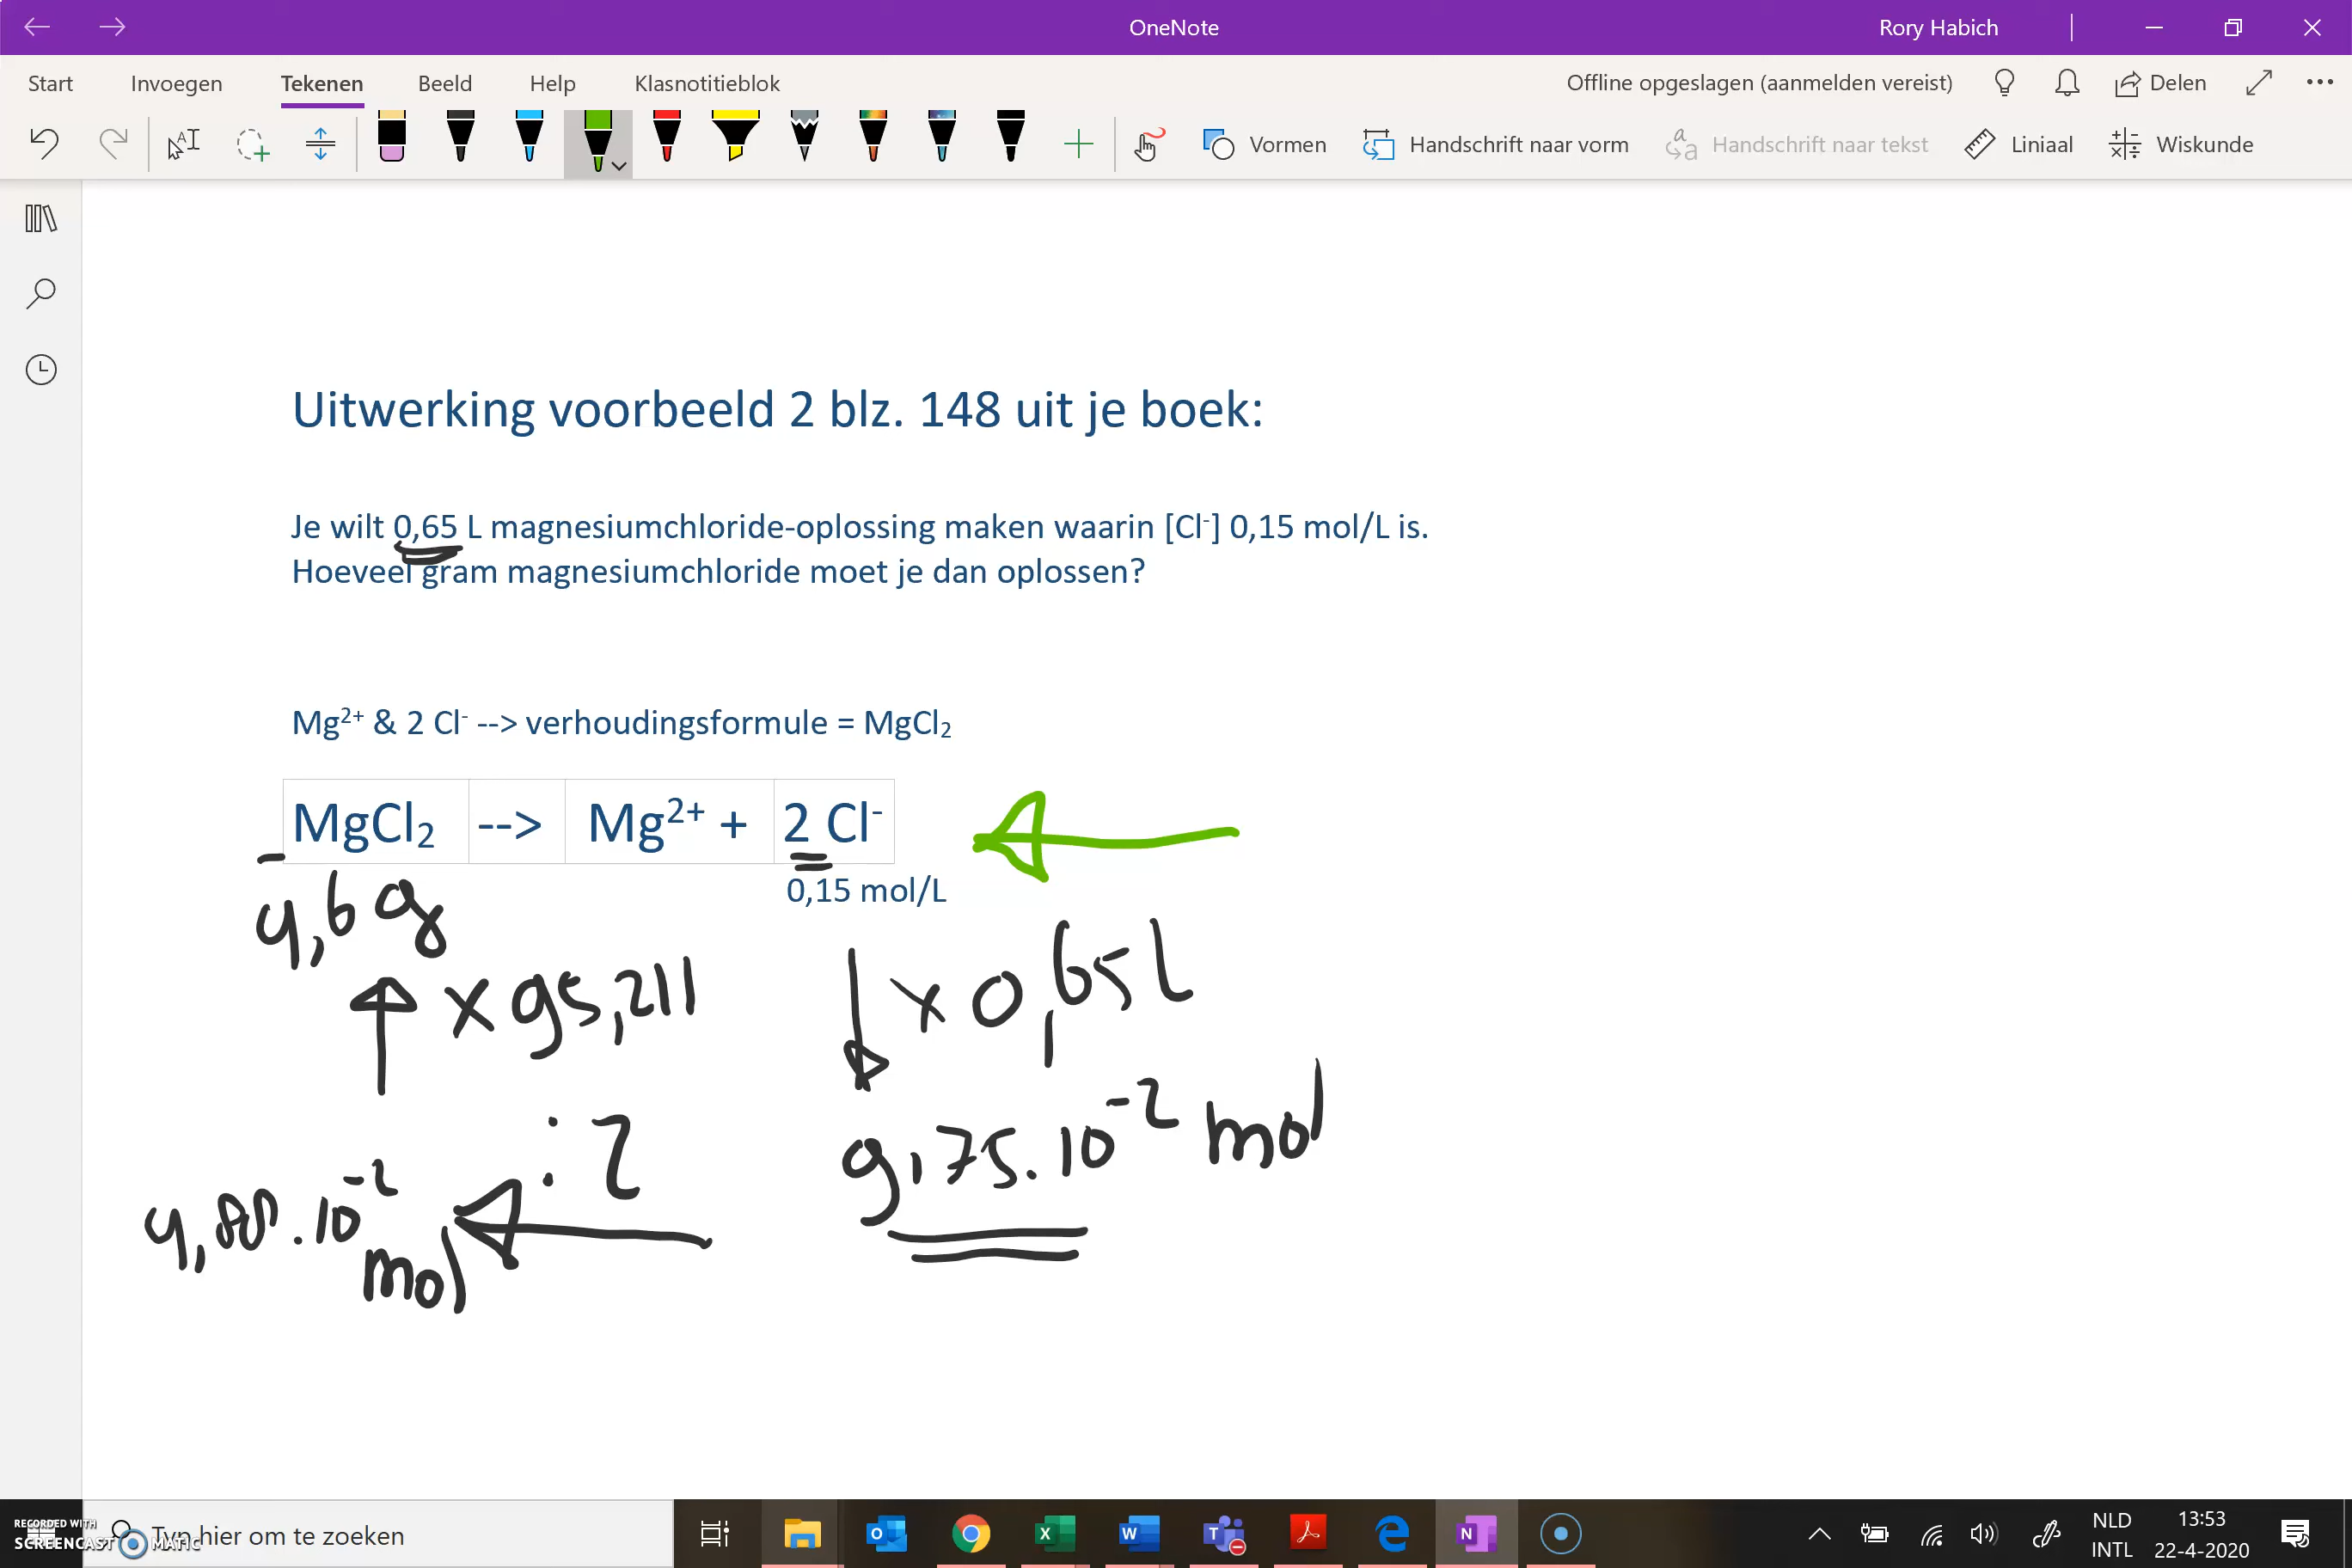 OneNote
Rory Habich
Start Invoegen Tekenen Beeld Help Klasnotitieblok
Offline opgeslagen (aanmelden vereist) Delen
Vormen Handschrift naar vorm Handschrift naar tekst Liniaal Wiskunde
Uitwerking voorbeeld 2 blz. 148 uit je boek:
Je wilt 0,65 L magnesiumchloride-oplossing maken waarin [Cl⁻] 0,15 mol/L is.
Hoeveel gram magnesiumchloride moet je dan oplossen?
Mg²⁺ & 2 Cl⁻ --> verhoudingsformule = MgCl₂
MgCl₂ --> Mg²⁺ + 2 Cl⁻
0,15 mol/L
4,6 g
x 95,211 x 0,65 l
: 2 9,75.10⁻² mol
4,88.10⁻²
mol
RECORDED WITH
SCREENCAST MATIC
Typ hier om te zoeken
NLD
INTL
13:53
22-4-2020